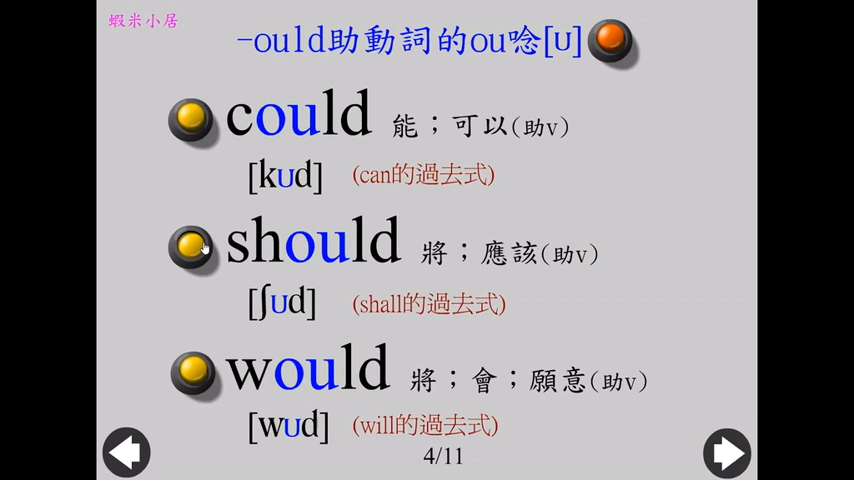 蝦米小居
-ould助動詞的ou唸[ᴜ]
could 能；可以(助v)
[kᴜd] (can的過去式)
should 將；應該(助v)
[ʃᴜd] (shall的過去式)
would 將；會；願意(助v)
[wᴜd] (will的過去式)
4/11